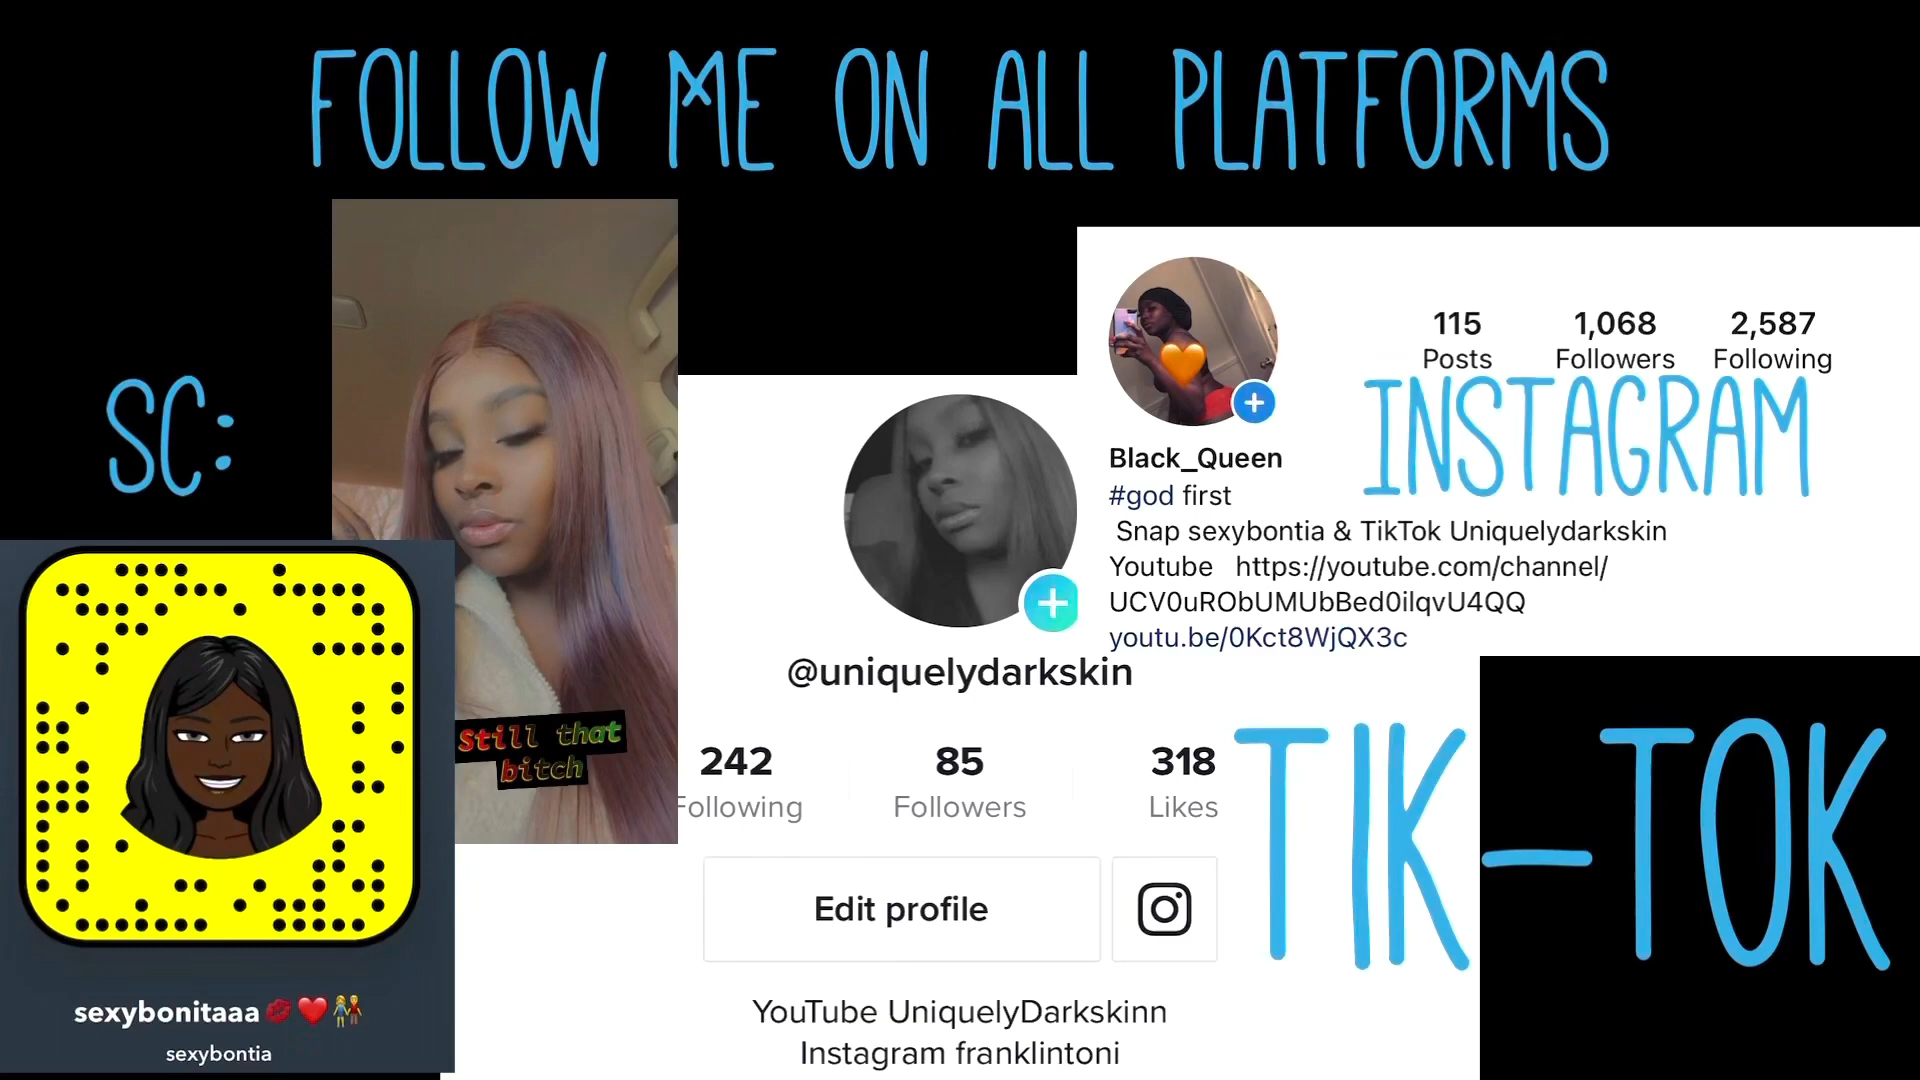 FOLLOW ME ON ALL PLATFORMS
SC:
Still that
bitch
sexybonitaaa💋❤️👫
sexybontia
115
Posts
1,068
Followers
2,587
Following
INSTAGRAM
Black_Queen
#god first
Snap sexybontia & TikTok Uniquelydarkskin
Youtube https://youtube.com/channel/
UCV0uRObUMUbBed0ilqvU4QQ
youtu.be/0Kct8WjQX3c
@uniquelydarkskin
242
Following
85
Followers
318
Likes
Edit profile
YouTube UniquelyDarkskinn
Instagram franklintoni
TIK-TOK